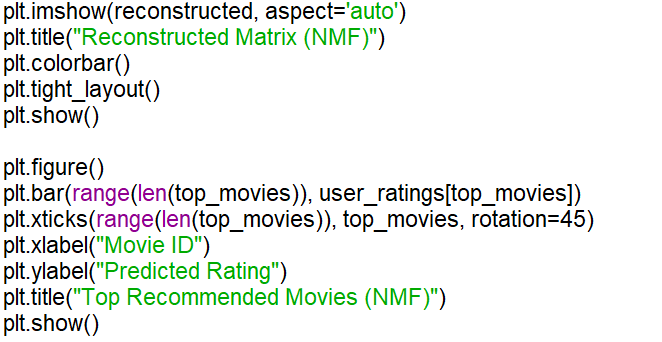 plt.imshow(reconstructed, aspect='auto')
plt.title("Reconstructed Matrix (NMF)")
plt.colorbar()
plt.tight_layout()
plt.show()

plt.figure()
plt.bar(range(len(top_movies)), user_ratings[top_movies])
plt.xticks(range(len(top_movies)), top_movies, rotation=45)
plt.xlabel("Movie ID")
plt.ylabel("Predicted Rating")
plt.title("Top Recommended Movies (NMF)")
plt.show()